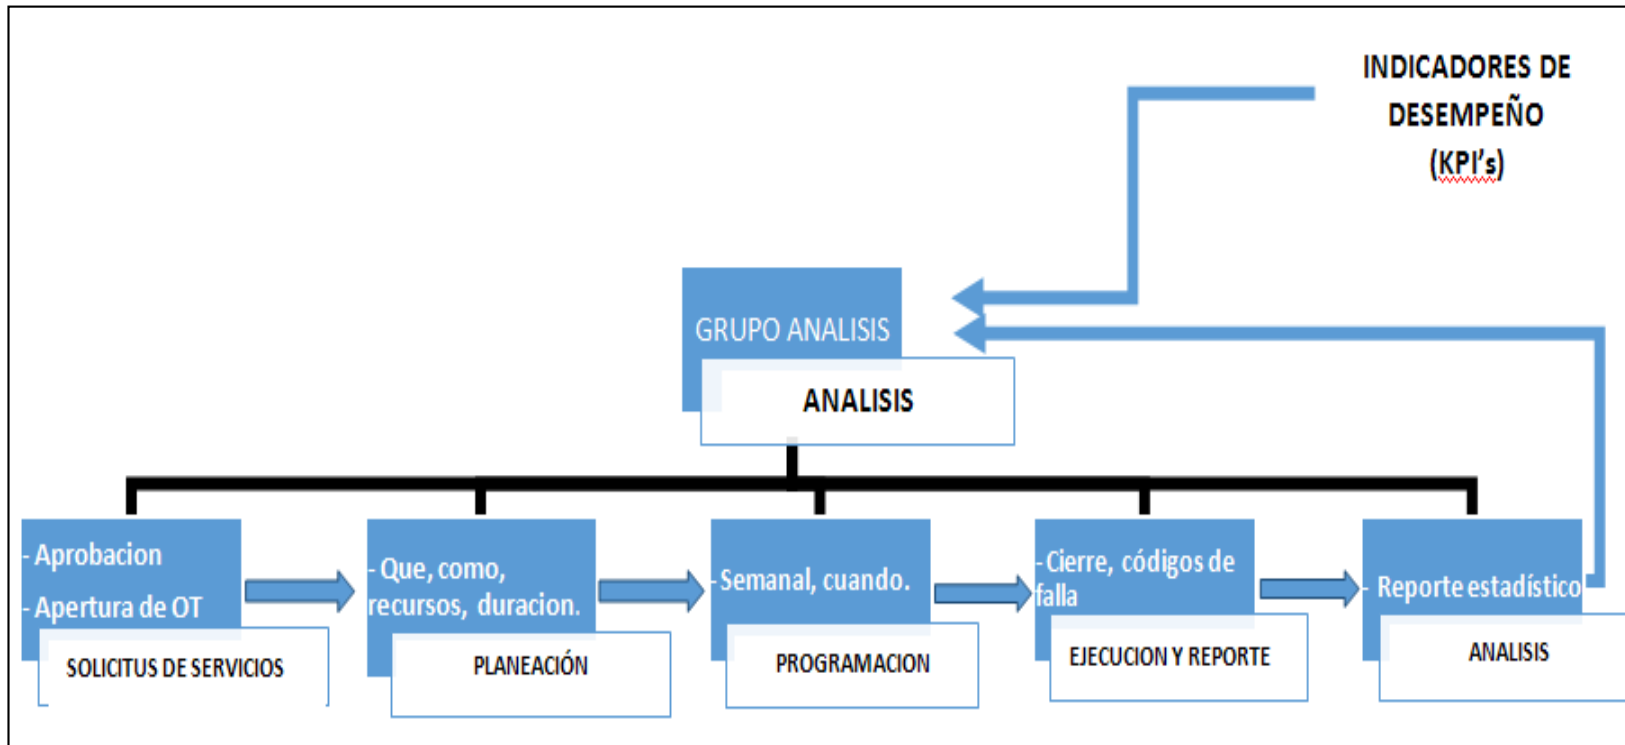 INDICADORES DE
DESEMPEÑO
(KPI's)
GRUPO ANALISIS
ANALISIS
- Aprobacion
- Apertura de OT
SOLICITUS DE SERVICIOS
- Que, como,
recursos, duracion.
PLANEACIÓN
- Semanal, cuando.
PROGRAMACION
- Cierre, códigos de
falla
EJECUCION Y REPORTE
- Reporte estadístico
ANALISIS